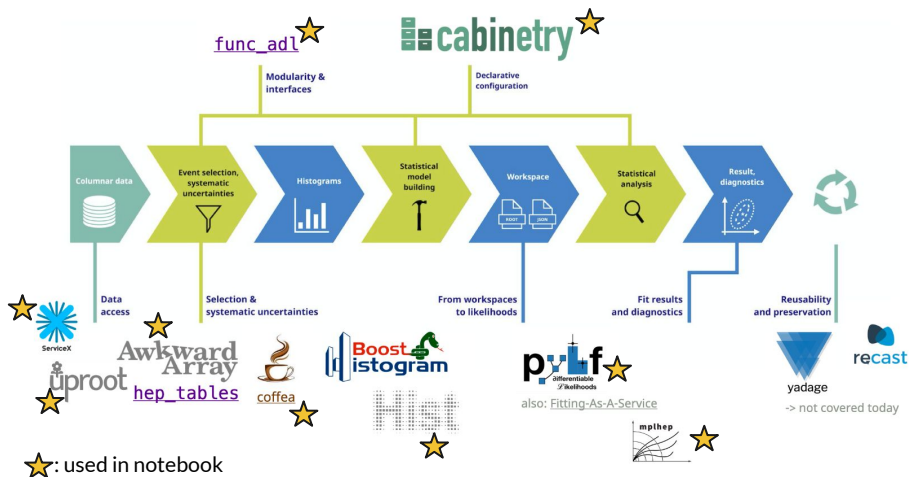 func_adl
cabinetry
Modularity &
interfaces
Declarative
configuration
Columnar data
Event selection,
systematic
uncertainties
Histograms
Statistical
model
building
Workspace
ROOT
JSON
Statistical
analysis
Result,
diagnostics
Data
access
Selection &
systematic uncertainties
From workspaces
to likelihoods
Fit results
and diagnostics
Reusability
and preservation
ServiceX
uproot
Awkward
Array
hep_tables
coffea
Boost
Histogram
Hist
pyhf
differentiable
Likelihoods
also: Fitting-As-A-Service
mplhep
yadage
recast
-> not covered today
: used in notebook